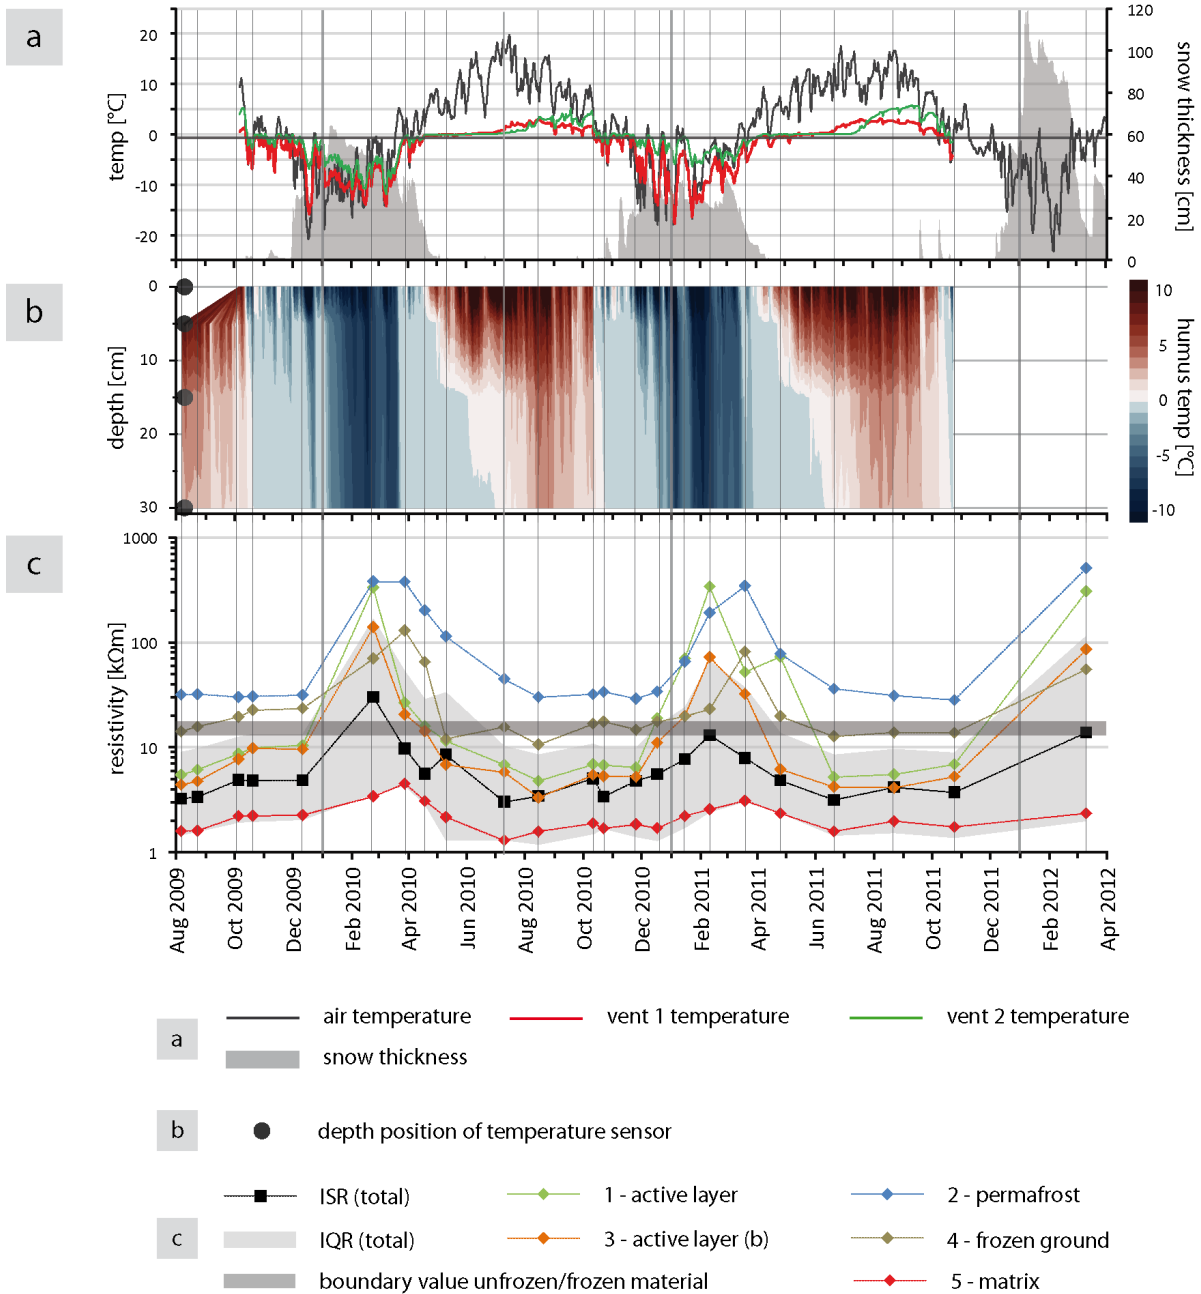 a
temp [°C]
20
10
0
-10
-20
120
100
80
60
40
20
0
snow thickness [cm]
b
depth [cm]
0
10
20
30
10
5
0
-5
-10
humus temp [°C]
c
resistivity [kΩm]
1000
100
10
1
Aug 2009
Oct 2009
Dec 2009
Feb 2010
Apr 2010
Jun 2010
Aug 2010
Oct 2010
Dec 2010
Feb 2011
Apr 2011
Jun 2011
Aug 2011
Oct 2011
Dec 2011
Feb 2012
Apr 2012
a
air temperature
vent 1 temperature
vent 2 temperature
snow thickness
b
depth position of temperature sensor
c
ISR (total)
1 - active layer
2 - permafrost
IQR (total)
3 - active layer (b)
4 - frozen ground
boundary value unfrozen/frozen material
5 - matrix